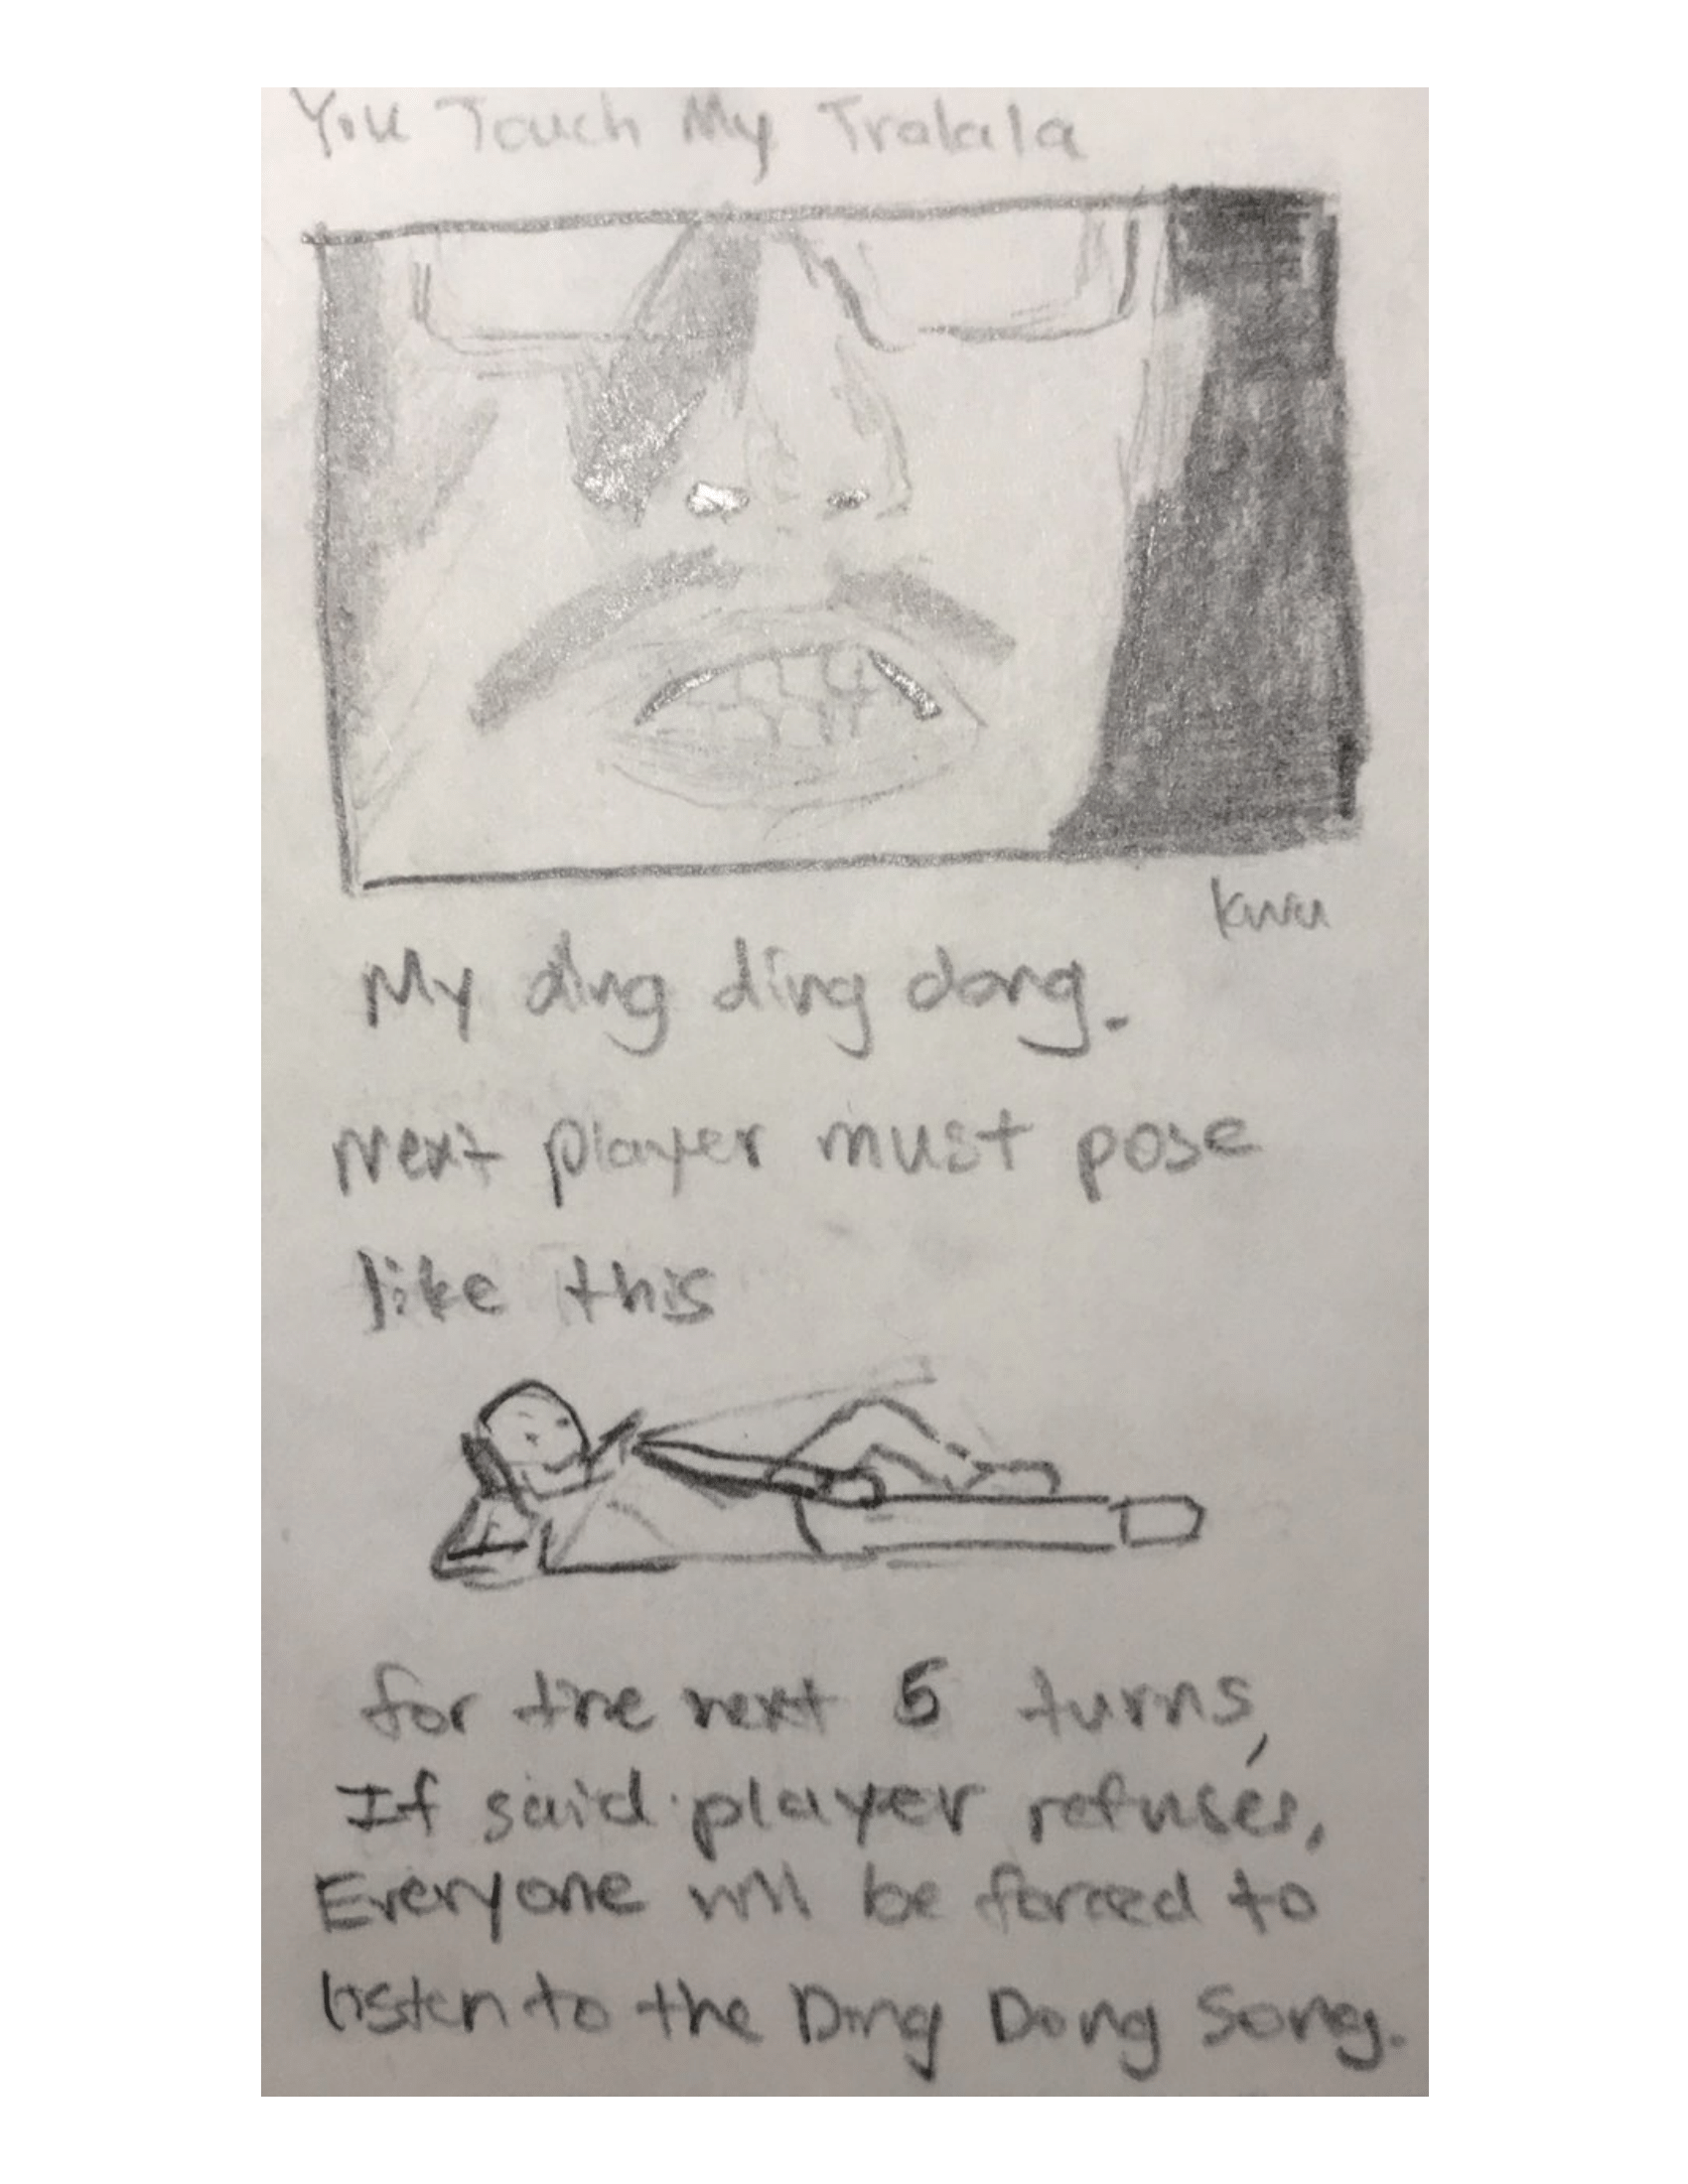 You Touch My Tralala
kwu
My ding ding dong.
Next player must pose
like this
for the next 5 turns,
If said player refuses,
Everyone will be forced to
listen to the Ding Dong Song.